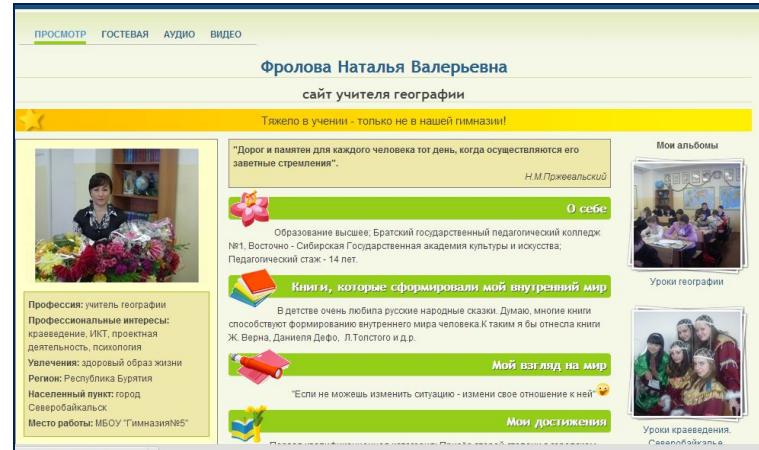 ПРОСМОТР ГОСТЕВАЯ АУДИО ВИДЕО
Фролова Наталья Валерьевна
сайт учителя географии
Тяжело в учении - только не в нашей гимназии!
Профессия: учитель географии
Профессиональные интересы:
краеведение, ИКТ, проектная
деятельность, психология
Увлечения: здоровый образ жизни
Регион: Республика Бурятия
Населенный пункт: город
Северобайкальск
Место работы: МБОУ "Гимназия№5"
"Дорог и памятен для каждого человека тот день, когда осуществляются его
заветные стремления".
Н.М.Пржевальский
О себе
Образование высшее; Братский государственный педагогический колледж
№1, Восточно - Сибирская Государственная академия культуры и искусства;
Педагогический стаж - 14 лет.
Книги, которые сформировали мой внутренний мир
В детстве очень любила русские народные сказки. Думаю, многие книги
способствуют формированию внутреннего мира человека.К таким я бы отнесла книги
Ж. Верна, Даниеля Дефо, Л.Толстого и д.р.
Мой взгляд на мир
"Если не можешь изменить ситуацию - измени свое отношение к ней"
Мои достижения
Мои альбомы
Уроки географии
Уроки краеведения.
Северобайкалье